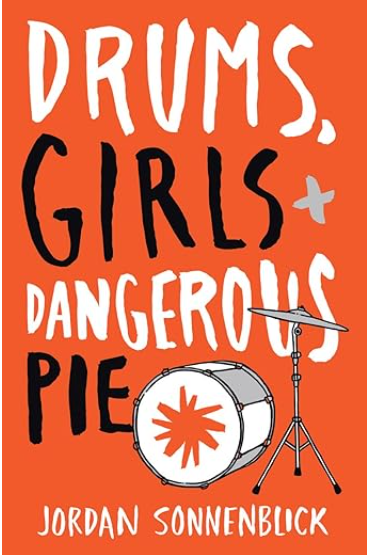 DRUMS,
GIRLS +
DANGEROUS
PIE
JORDAN SONNENBLICK